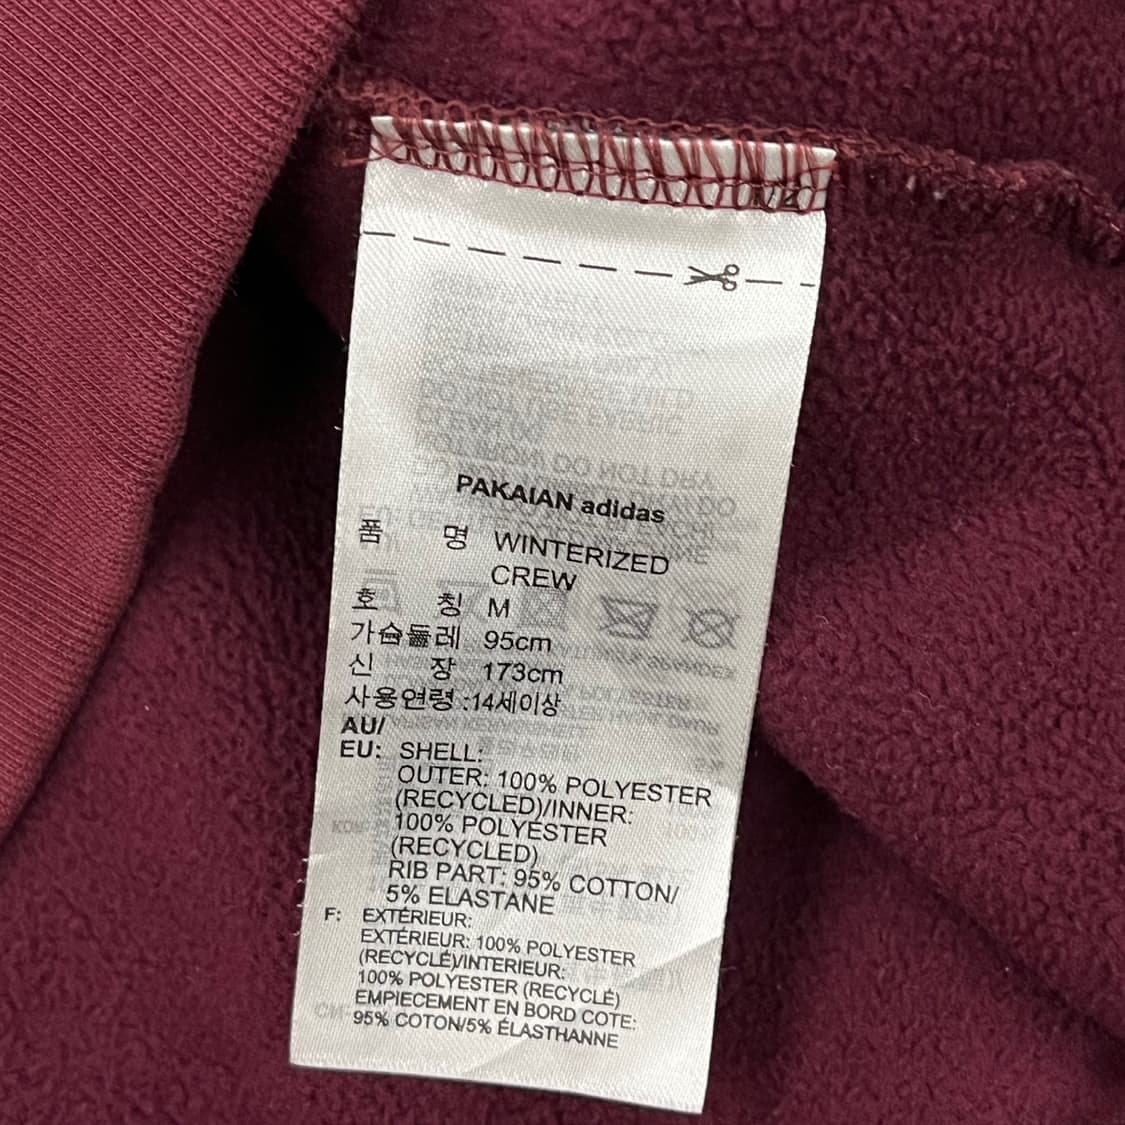 PAKAIAN adidas
품 명 WINTERIZED
CREW
호 칭 M
가슴둘레 95cm
신 장 173cm
사용연령 :14세이상
AU/
EU: SHELL:
OUTER: 100% POLYESTER
(RECYCLED)/INNER:
100% POLYESTER
(RECYCLED)
RIB PART: 95% COTTON/
5% ELASTANE
F: EXTÉRIEUR:
EXTÉRIEUR: 100% POLYESTER
(RECYCLÉ)/INTERIEUR:
100% POLYESTER (RECYCLÉ)
EMPIECEMENT EN BORD COTE:
95% COTON/5% ÉLASTHANNE